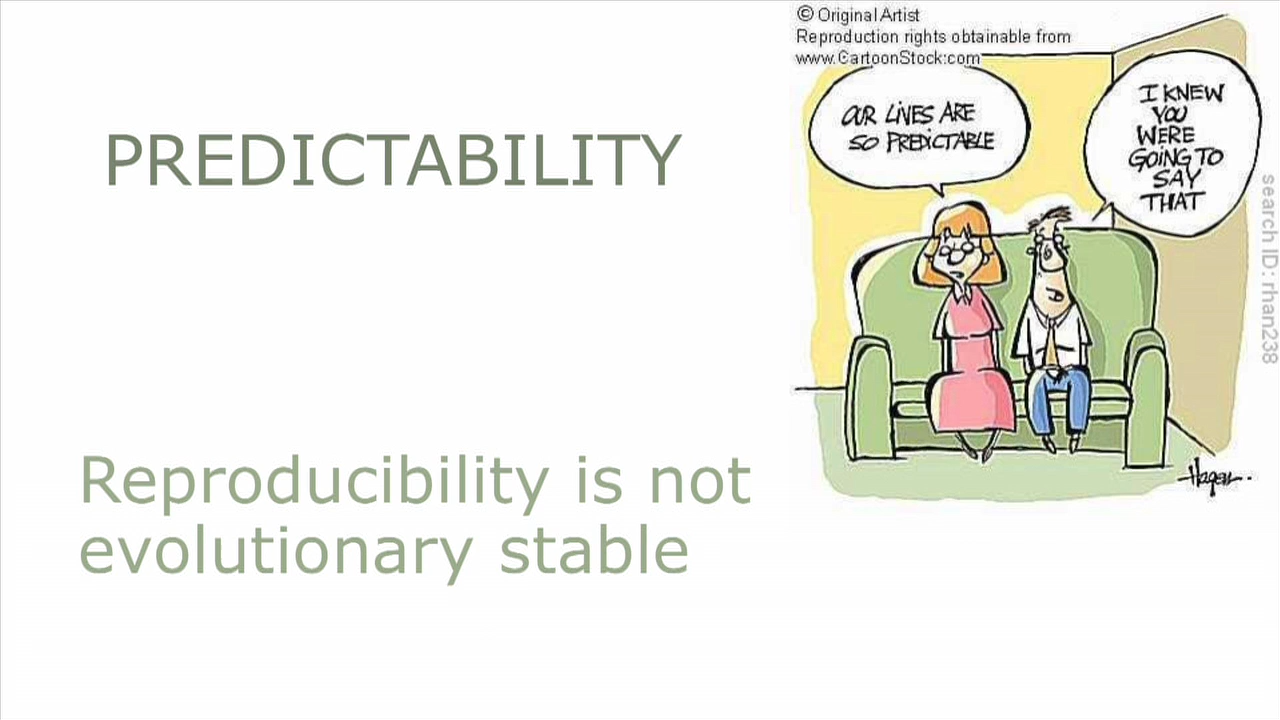 © Original Artist
Reproduction rights obtainable from
www.CartoonStock.com
PREDICTABILITY
OUR LIVES ARE
SO PREDICTABLE
I KNEW
YOU
WERE
GOING TO
SAY
THAT
search ID: rhan238
Reproducibility is not
evolutionary stable
Hagen.